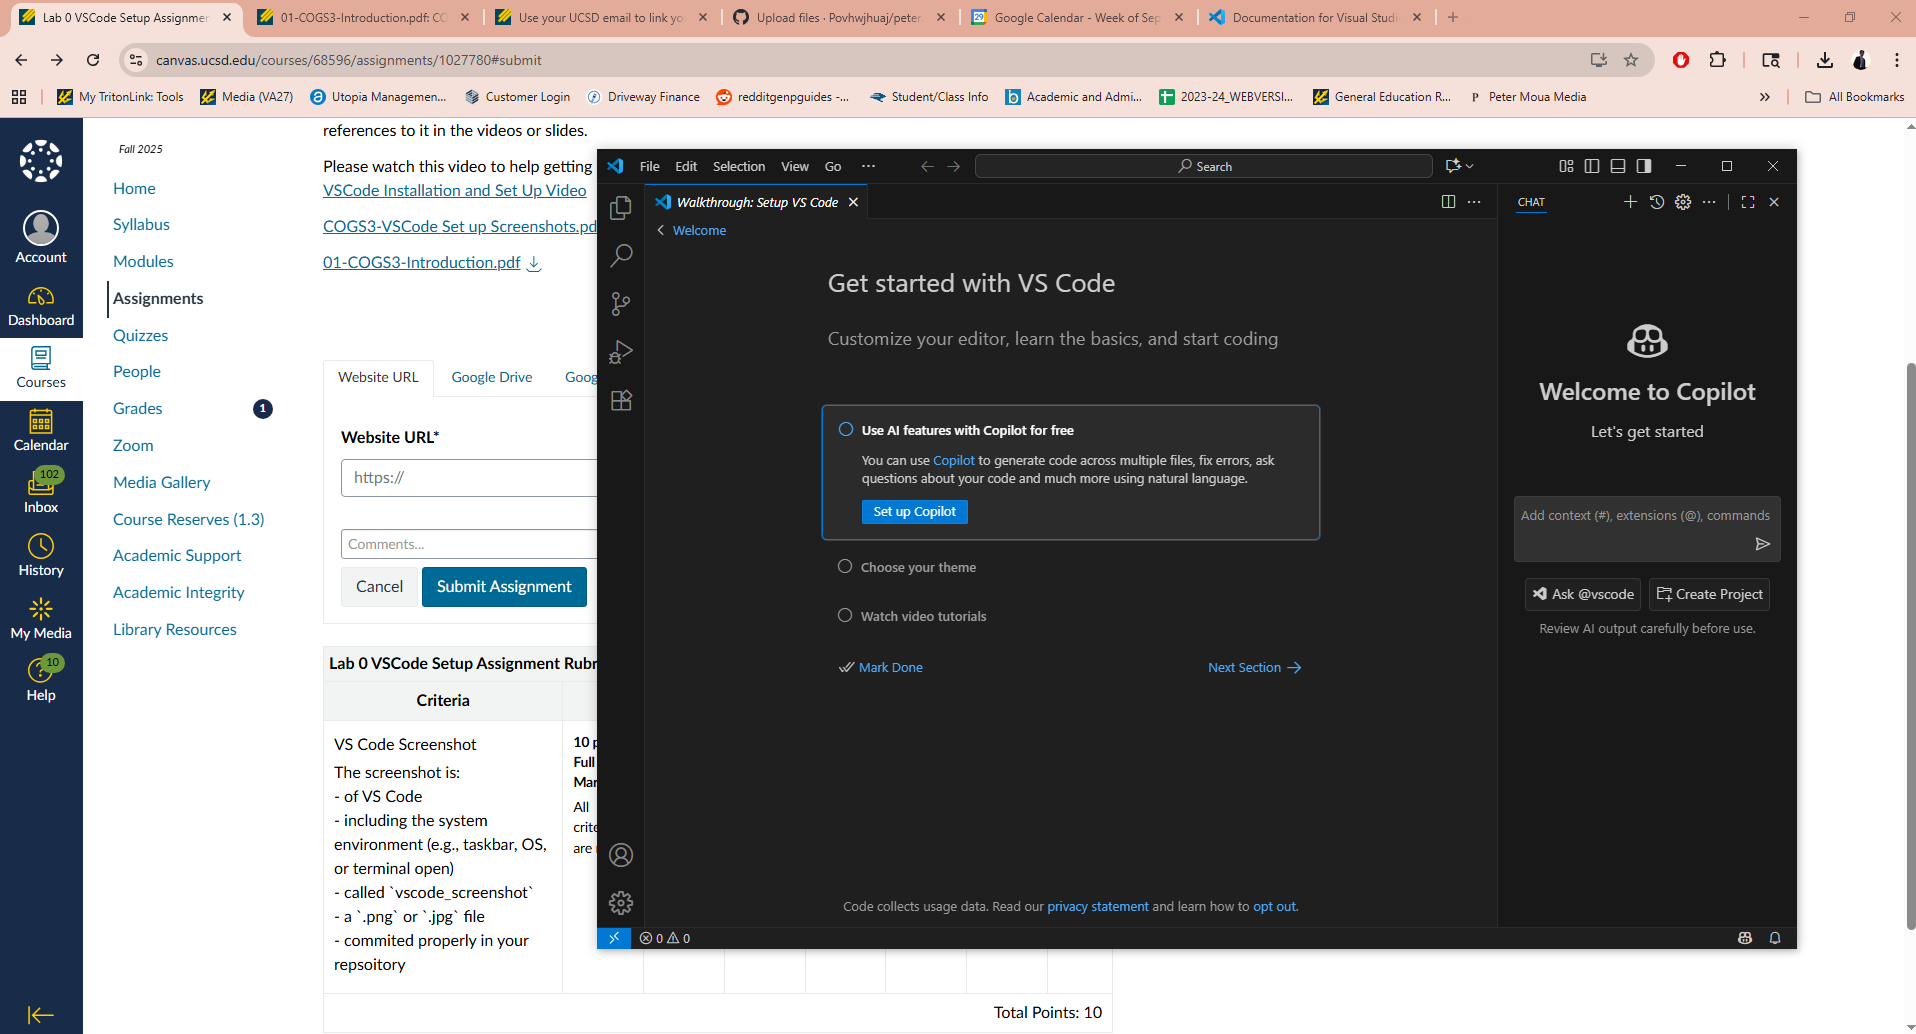 Lab 0 VSCode Setup Assignmen
01-COGS3-Introduction.pdf: CO
Use your UCSD email to link yo
Upload files · Povhwjhuaj/peter
Google Calendar - Week of Sep
Documentation for Visual Studi
canvas.ucsd.edu/courses/68596/assignments/1027780#submit
My TritonLink: Tools
Media (VA27)
Utopia Managemen...
Customer Login
Driveway Finance
redditgenpguides -...
Student/Class Info
Academic and Admi...
2023-24_WEBVERSI...
General Education R...
Peter Moua Media
All Bookmarks
Account
Dashboard
Courses
Calendar
102
Inbox
History
My Media
10
Help
Fall 2025
Home
Syllabus
Modules
Assignments
Quizzes
People
Grades
1
Zoom
Media Gallery
Course Reserves (1.3)
Academic Support
Academic Integrity
Library Resources
references to it in the videos or slides.
Please watch this video to help getting
VSCode Installation and Set Up Video
COGS3-VSCode Set up Screenshots.pd
01-COGS3-Introduction.pdf
Website URL
Google Drive
Goog
Website URL*
https://
Comments...
Cancel
Submit Assignment
Lab 0 VSCode Setup Assignment Rubr
Criteria
VS Code Screenshot
The screenshot is:
- of VS Code
- including the system
environment (e.g., taskbar, OS,
or terminal open)
- called `vscode_screenshot`
- a `.png` or `.jpg` file
- commited properly in your
repsoitory
10 p
Full
Mar
All
crite
are
Total Points: 10
File
Edit
Selection
View
Go
Search
Walkthrough: Setup VS Code
Welcome
Get started with VS Code
Customize your editor, learn the basics, and start coding
Use AI features with Copilot for free
You can use Copilot to generate code across multiple files, fix errors, ask
questions about your code and much more using natural language.
Set up Copilot
Choose your theme
Watch video tutorials
Mark Done
Next Section
Code collects usage data. Read our privacy statement and learn how to opt out.
CHAT
Welcome to Copilot
Let's get started
Add context (#), extensions (@), commands
Ask @vscode
Create Project
Review AI output carefully before use.
0
0